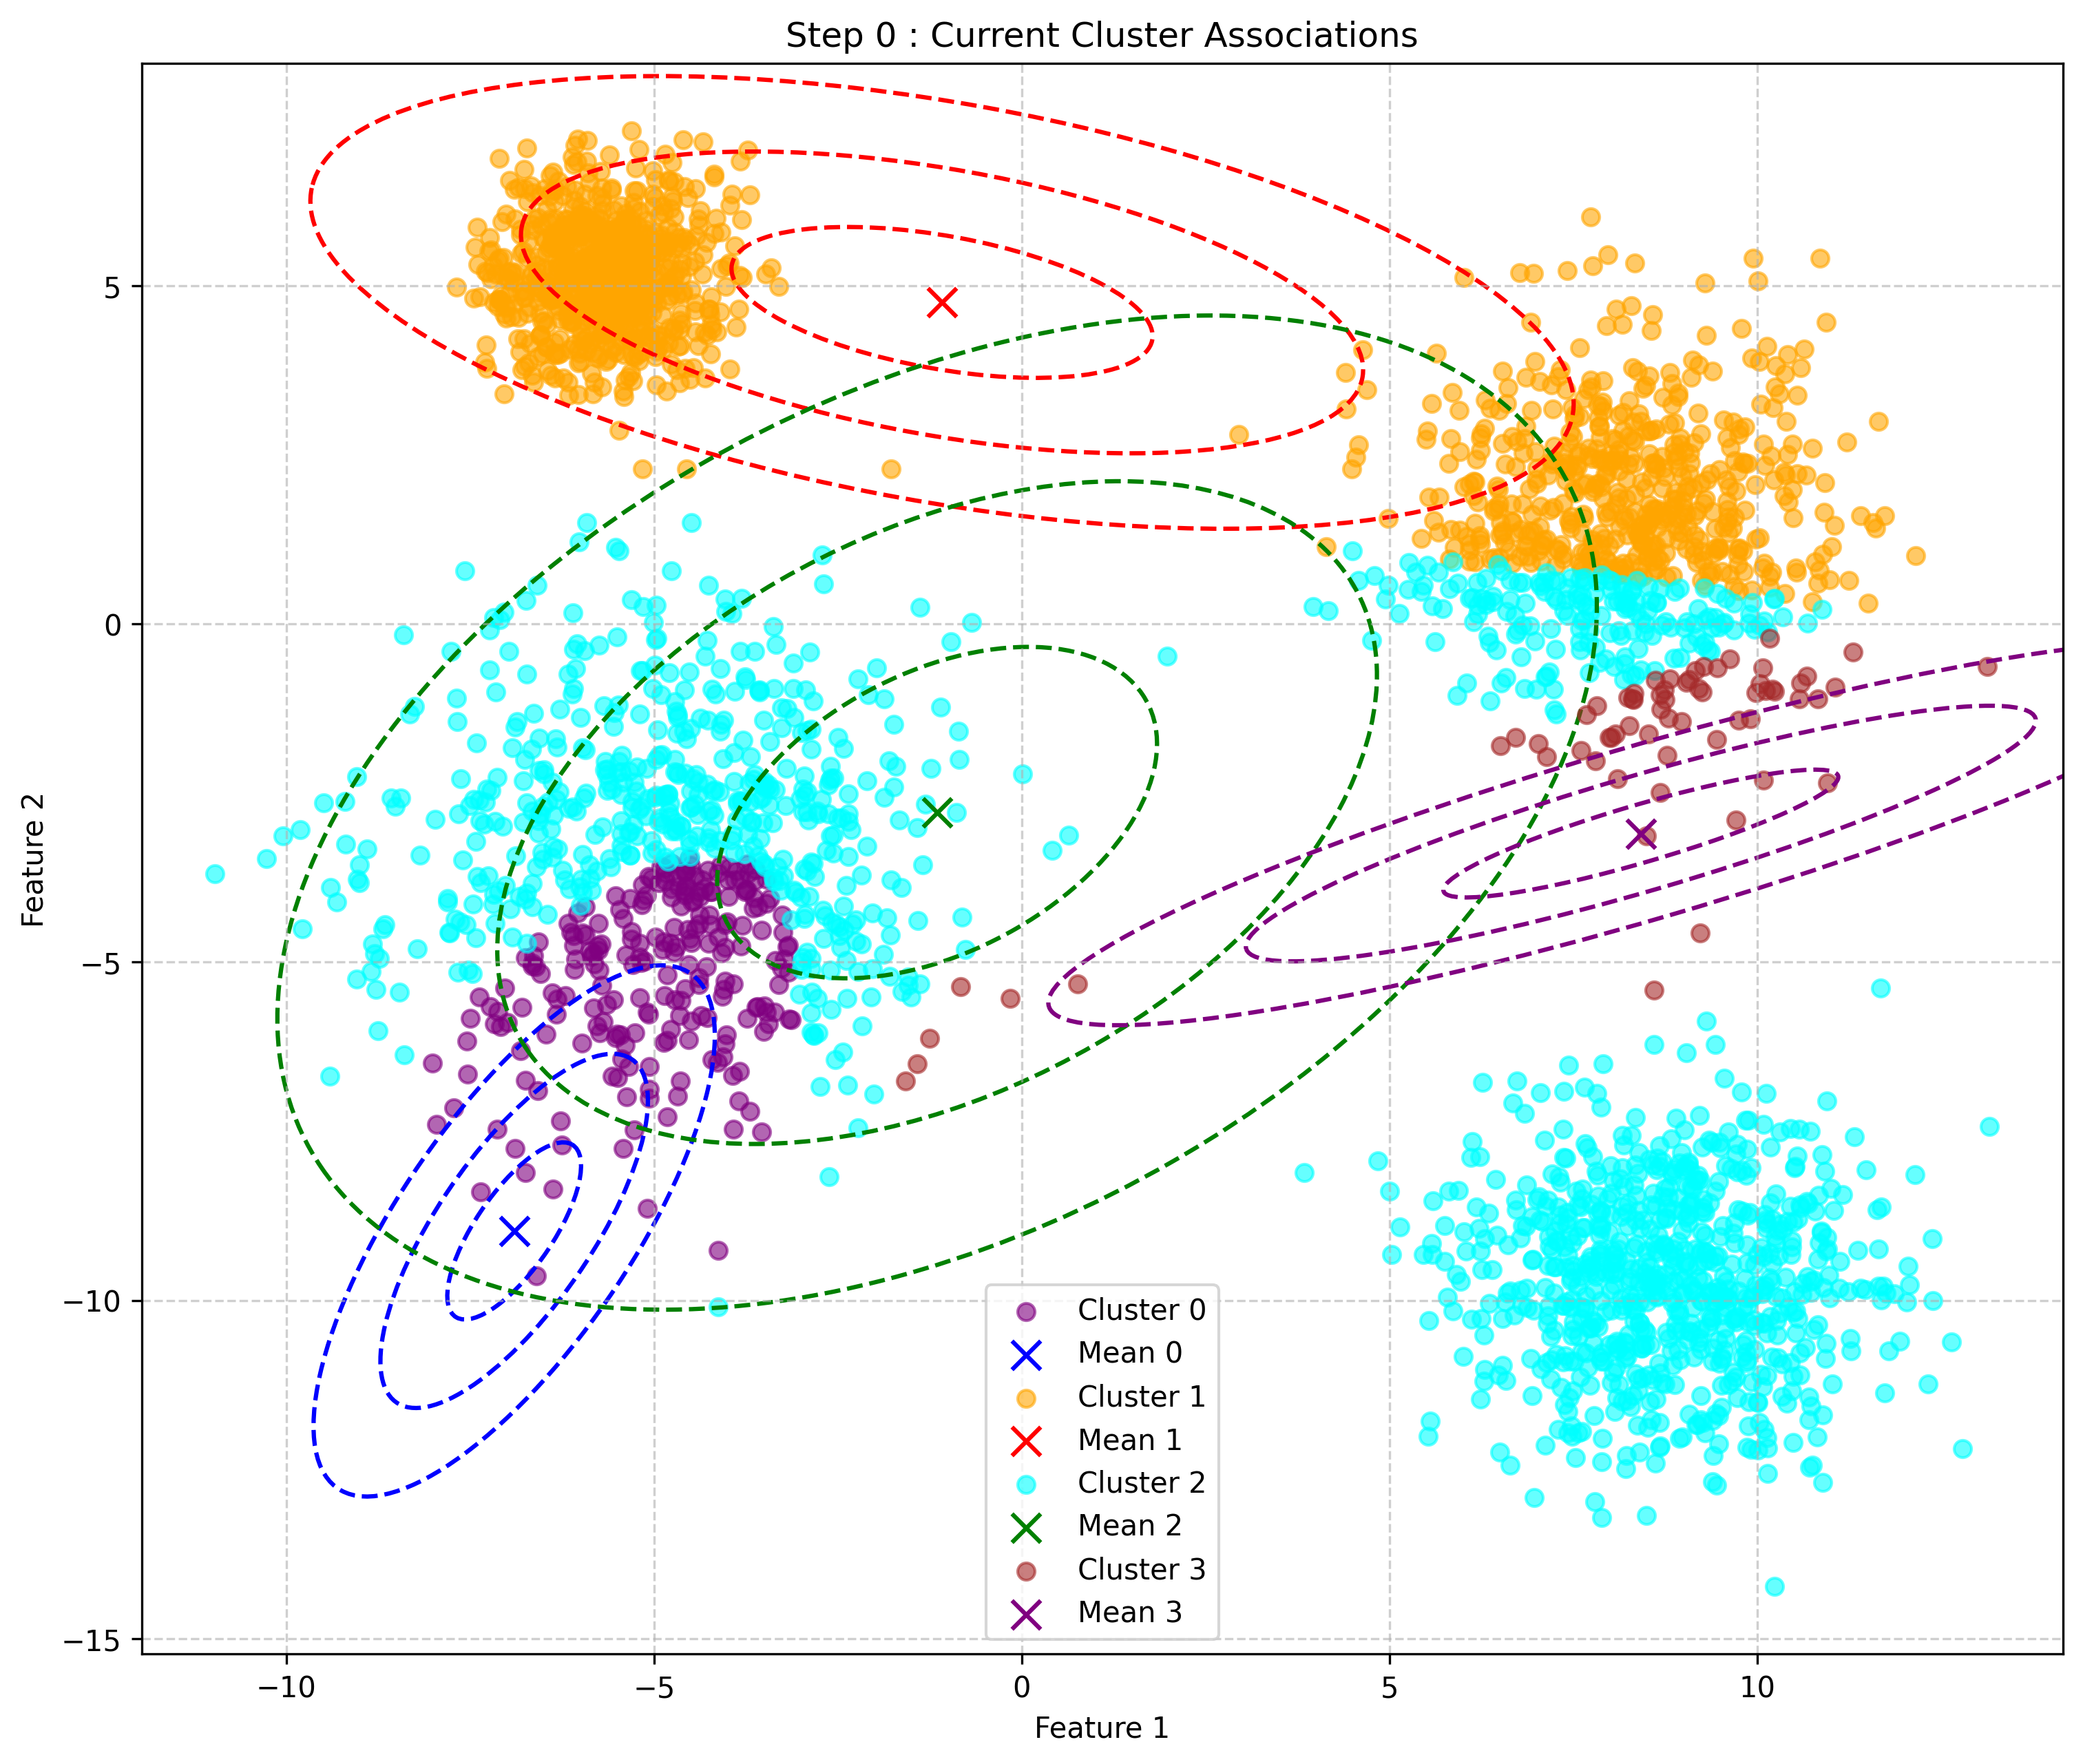 Step 0 : Current Cluster Associations
Feature 2
5
0
−5
−10
−15
−10
−5
0
5
10
Feature 1
Cluster 0
Mean 0
Cluster 1
Mean 1
Cluster 2
Mean 2
Cluster 3
Mean 3